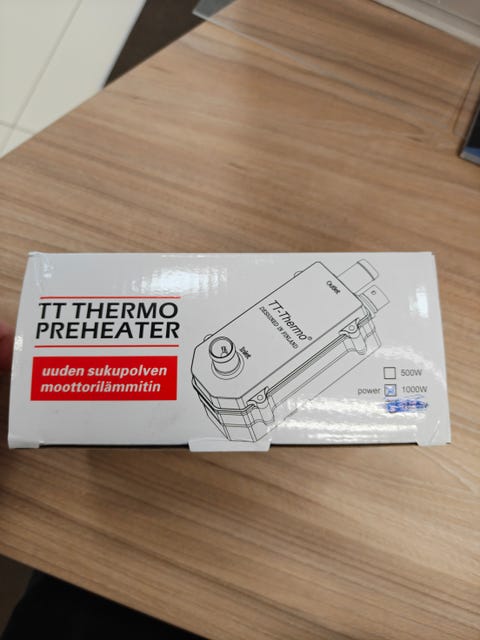 TT THERMO
PREHEATER
uuden sukupolven
moottorilämmitin
Outlet
TT-Thermo®
DESIGNED IN FINLAND
Inlet
500W
power 1000W